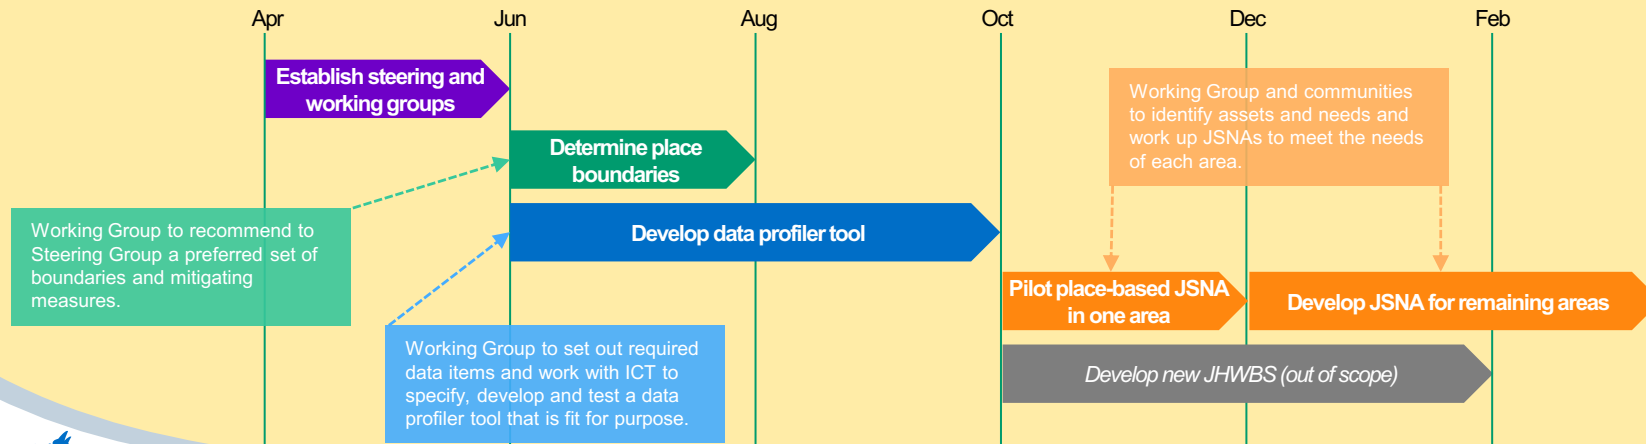 Apr
Jun
Aug
Oct
Dec
Feb
Establish steering and
working groups
Working Group and communities
to identify assets and needs and
work up JSNAs to meet the needs
of each area.
Determine place
boundaries
Working Group to recommend to
Steering Group a preferred set of
boundaries and mitigating
measures.
Develop data profiler tool
Pilot place-based JSNA
in one area
Develop JSNA for remaining areas
Working Group to set out required
data items and work with ICT to
specify, develop and test a data
profiler tool that is fit for purpose.
Develop new JHWBS (out of scope)